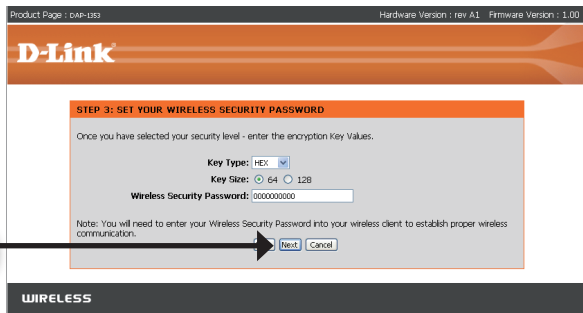 Product Page : DAP-1353 Hardware Version : rev A1 Firmware Version : 1.00
D-Link
STEP 3: SET YOUR WIRELESS SECURITY PASSWORD
Once you have selected your security level - enter the encryption Key Values.
Key Type: HEX
Key Size: 64 128
Wireless Security Password: 0000000000
Note: You will need to enter your Wireless Security Password into your wireless client to establish proper wireless
communication.
Next Cancel
WIRELESS